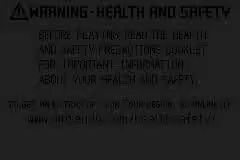 WARNING-HEALTH AND SAFETY
BEFORE PLAYING, READ THE HEALTH
AND SAFETY PRECAUTIONS BOOKLET
FOR IMPORTANT INFORMATION
ABOUT YOUR HEALTH AND SAFETY.
TO GET AN EXTRA COPY FOR YOUR REGION, GO ONLINE AT
www.nintendo.com/healthsafety/